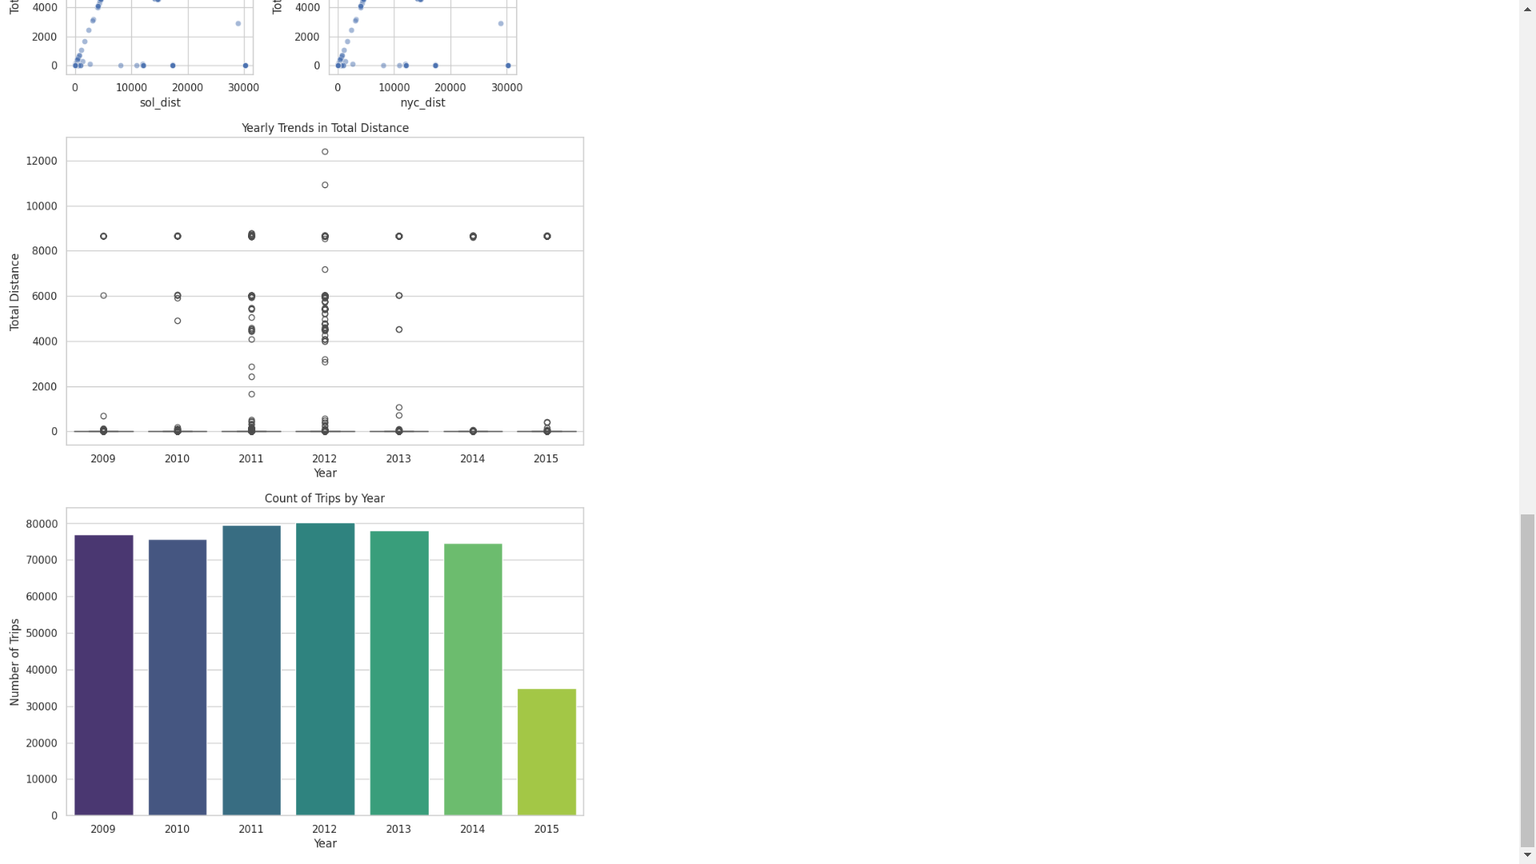 4000 4000
2000 2000
0 0
0 10000 20000 30000 0 10000 20000 30000
sol_dist nyc_dist
Yearly Trends in Total Distance
12000
10000
8000
6000
4000
2000
0
Total Distance
2009 2010 2011 2012 2013 2014 2015
Year
Count of Trips by Year
80000
70000
60000
50000
40000
30000
20000
10000
0
Number of Trips
2009 2010 2011 2012 2013 2014 2015
Year